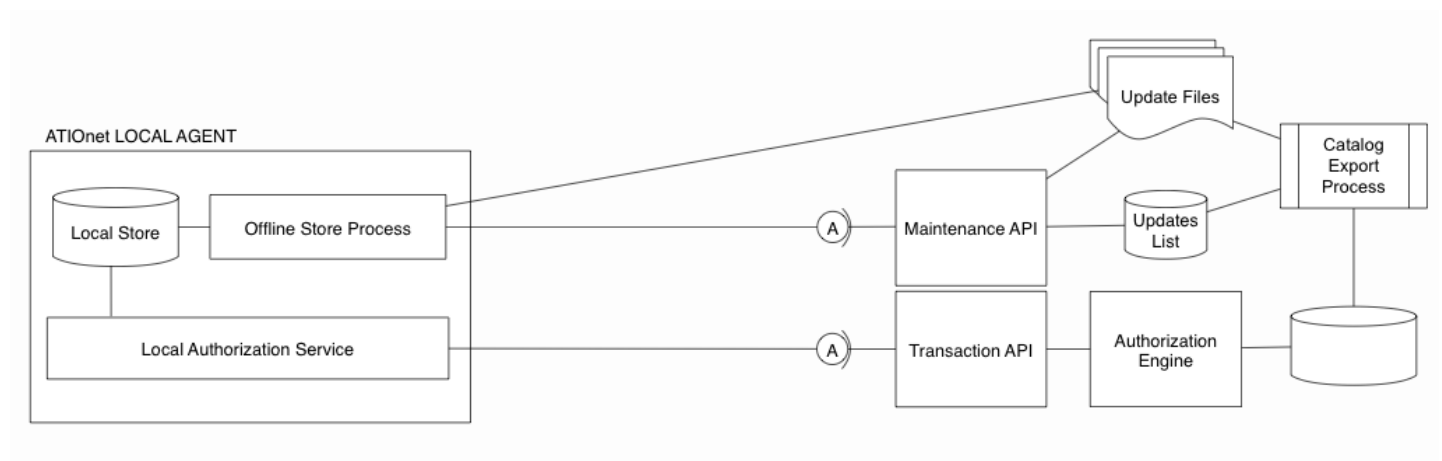 Update Files
ATIOnet LOCAL AGENT
Catalog
Export
Process
Local Store
Offline Store Process
A
Maintenance API
Updates
List
Local Authorization Service
A
Transaction API
Authorization
Engine